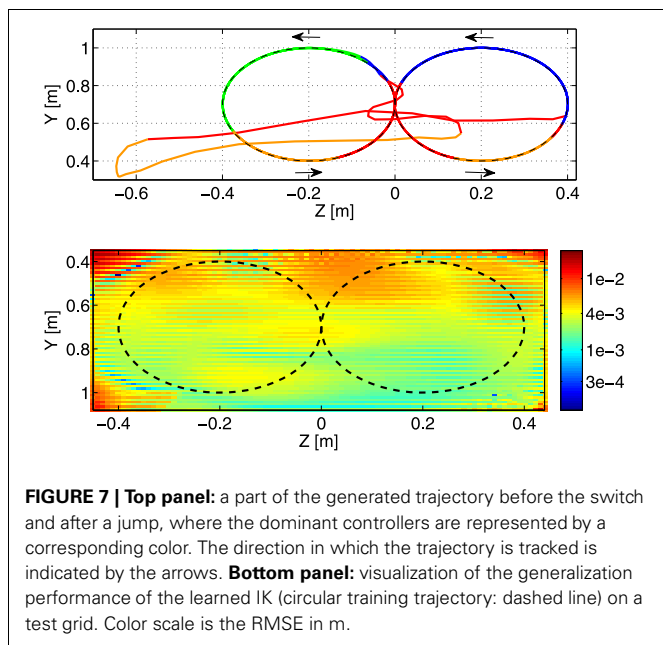 1
0.8
0.6
0.4
Y [m]
−0.6 −0.4 −0.2 0 0.2 0.4
Z [m]
0.4
0.6
0.8
1
Y [m]
−0.4 −0.2 0 0.2 0.4
Z [m]
1e−2
4e−3
1e−3
3e−4
FIGURE 7 | Top panel: a part of the generated trajectory before the switch
and after a jump, where the dominant controllers are represented by a
corresponding color. The direction in which the trajectory is tracked is
indicated by the arrows. Bottom panel: visualization of the generalization
performance of the learned IK (circular training trajectory: dashed line) on a
test grid. Color scale is the RMSE in m.